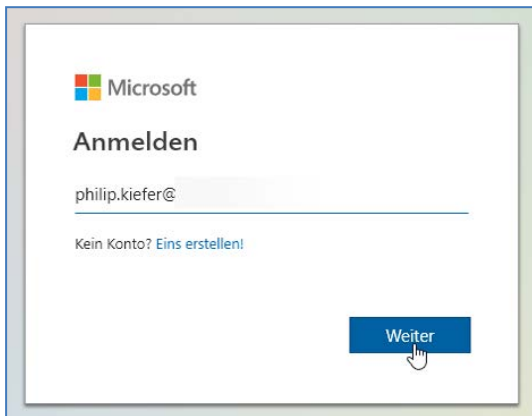 Microsoft
Anmelden
philip.kiefer@
Kein Konto? Eins erstellen!
Weiter